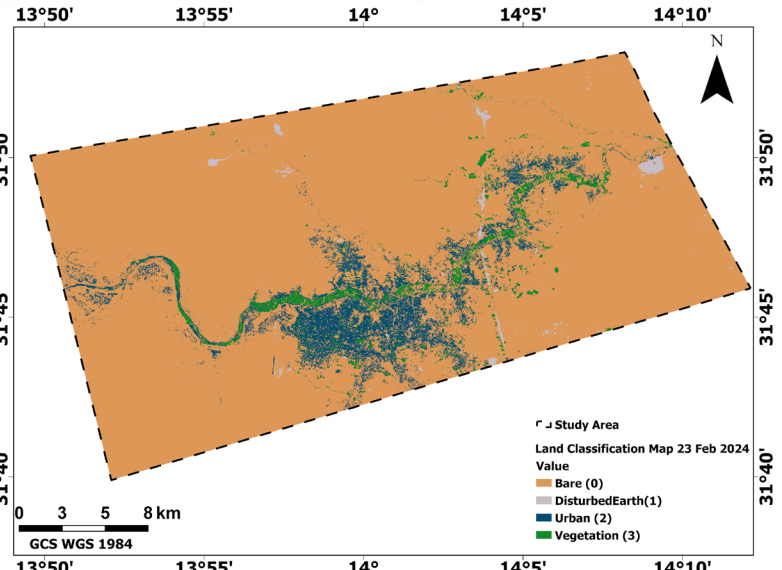 13°50' 13°55' 14° 14°5' 14°10'
N
31°50' 31°50'
31°45' 31°45'
31°40' 31°40'
Study Area
Land Classification Map 23 Feb 2024
Value
Bare (0)
DisturbedEarth(1)
Urban (2)
Vegetation (3)
0 3 5 8 km
GCS WGS 1984
13°50' 13°55' 14° 14°5' 14°10'